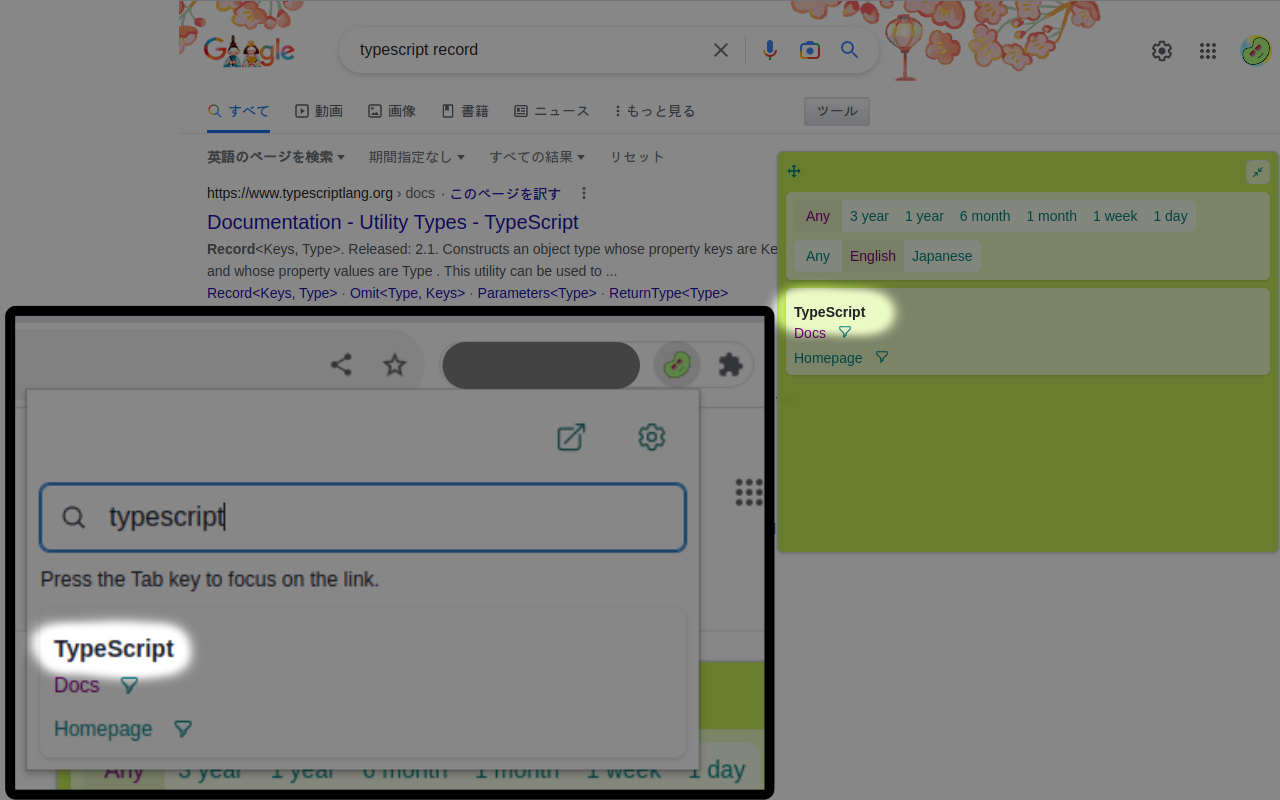 Google
typescript record
すべて 動画 画像 書籍 ニュース もっと見る ツール
英語のページを検索 期間指定なし すべての結果 リセット
https://www.typescriptlang.org › docs · このページを訳す
Documentation - Utility Types - TypeScript
Record<Keys, Type>. Released: 2.1. Constructs an object type whose property keys are Ke
and whose property values are Type . This utility can be used to ...
Record<Keys, Type> · Omit<Type, Keys> · Parameters<Type> · ReturnType<Type>
Any 3 year 1 year 6 month 1 month 1 week 1 day
Any English Japanese
TypeScript
Docs
Homepage
typescript
Press the Tab key to focus on the link.
TypeScript
Docs
Homepage
Any 3 year 1 year 6 month 1 month 1 week 1 day